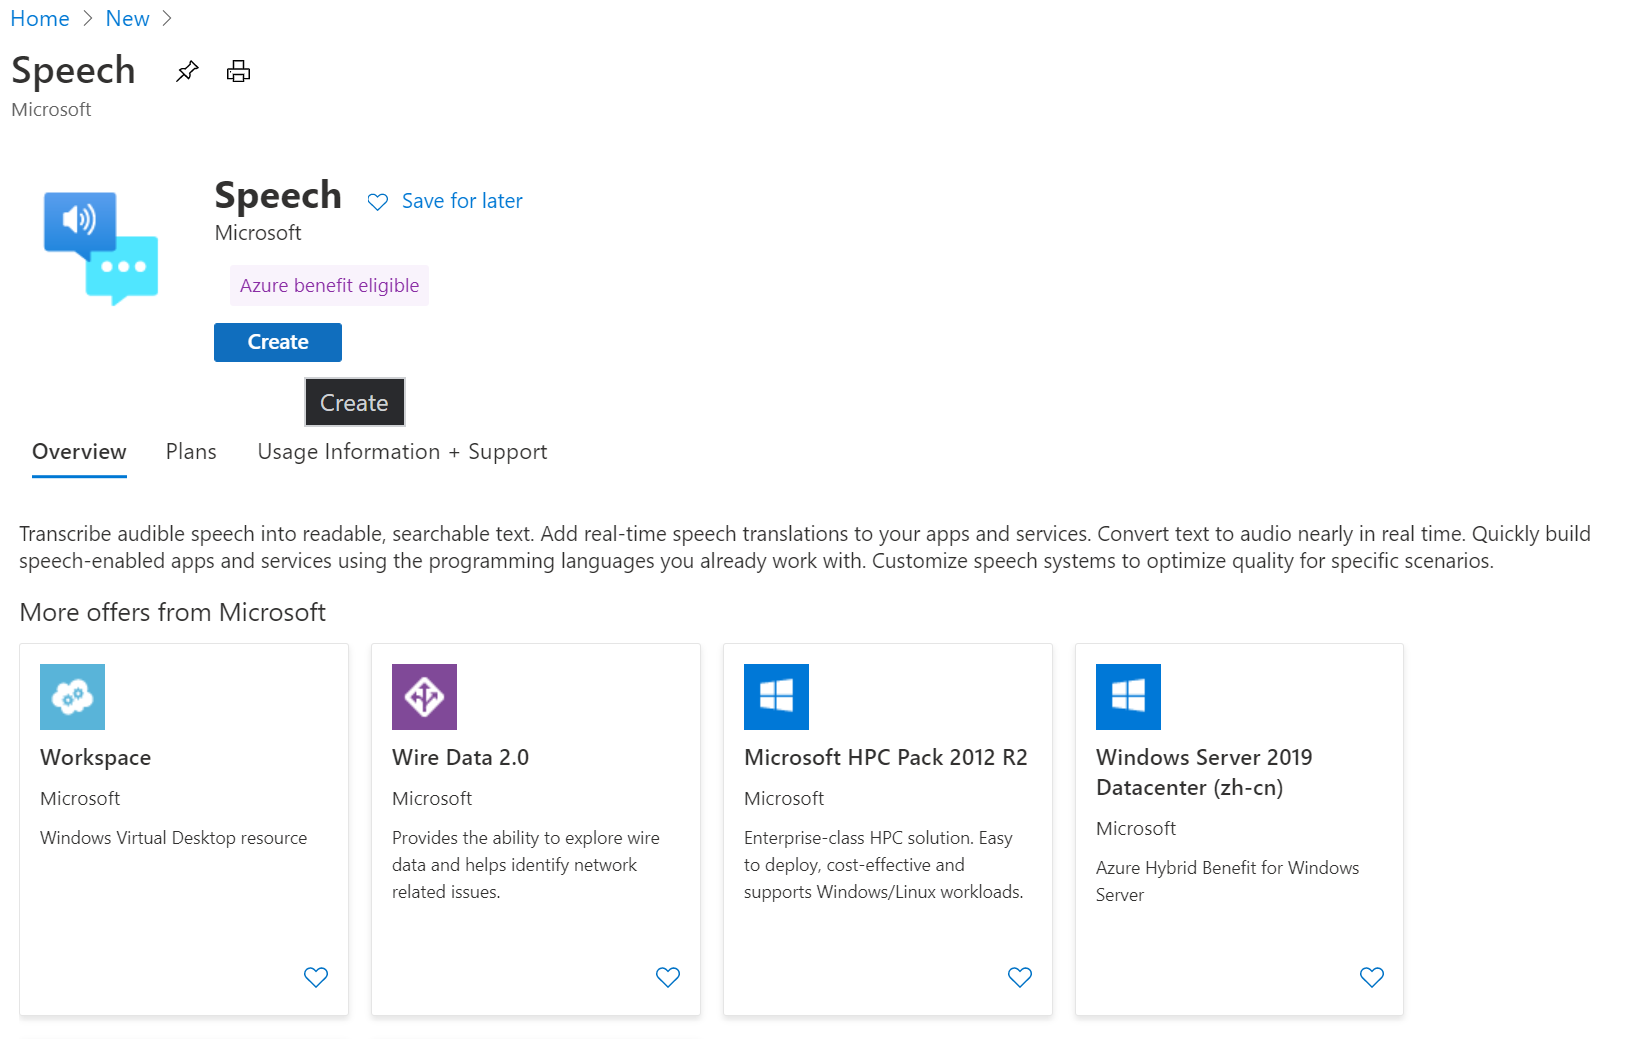 Home > New >
Speech
Microsoft
Speech
Save for later
Microsoft
Azure benefit eligible
Create
Create
Overview
Plans
Usage Information + Support
Transcribe audible speech into readable, searchable text. Add real-time speech translations to your apps and services. Convert text to audio nearly in real time. Quickly build
speech-enabled apps and services using the programming languages you already work with. Customize speech systems to optimize quality for specific scenarios.
More offers from Microsoft
Workspace
Microsoft
Windows Virtual Desktop resource
Wire Data 2.0
Microsoft
Provides the ability to explore wire
data and helps identify network
related issues.
Microsoft HPC Pack 2012 R2
Microsoft
Enterprise-class HPC solution. Easy
to deploy, cost-effective and
supports Windows/Linux workloads.
Windows Server 2019
Datacenter (zh-cn)
Microsoft
Azure Hybrid Benefit for Windows
Server